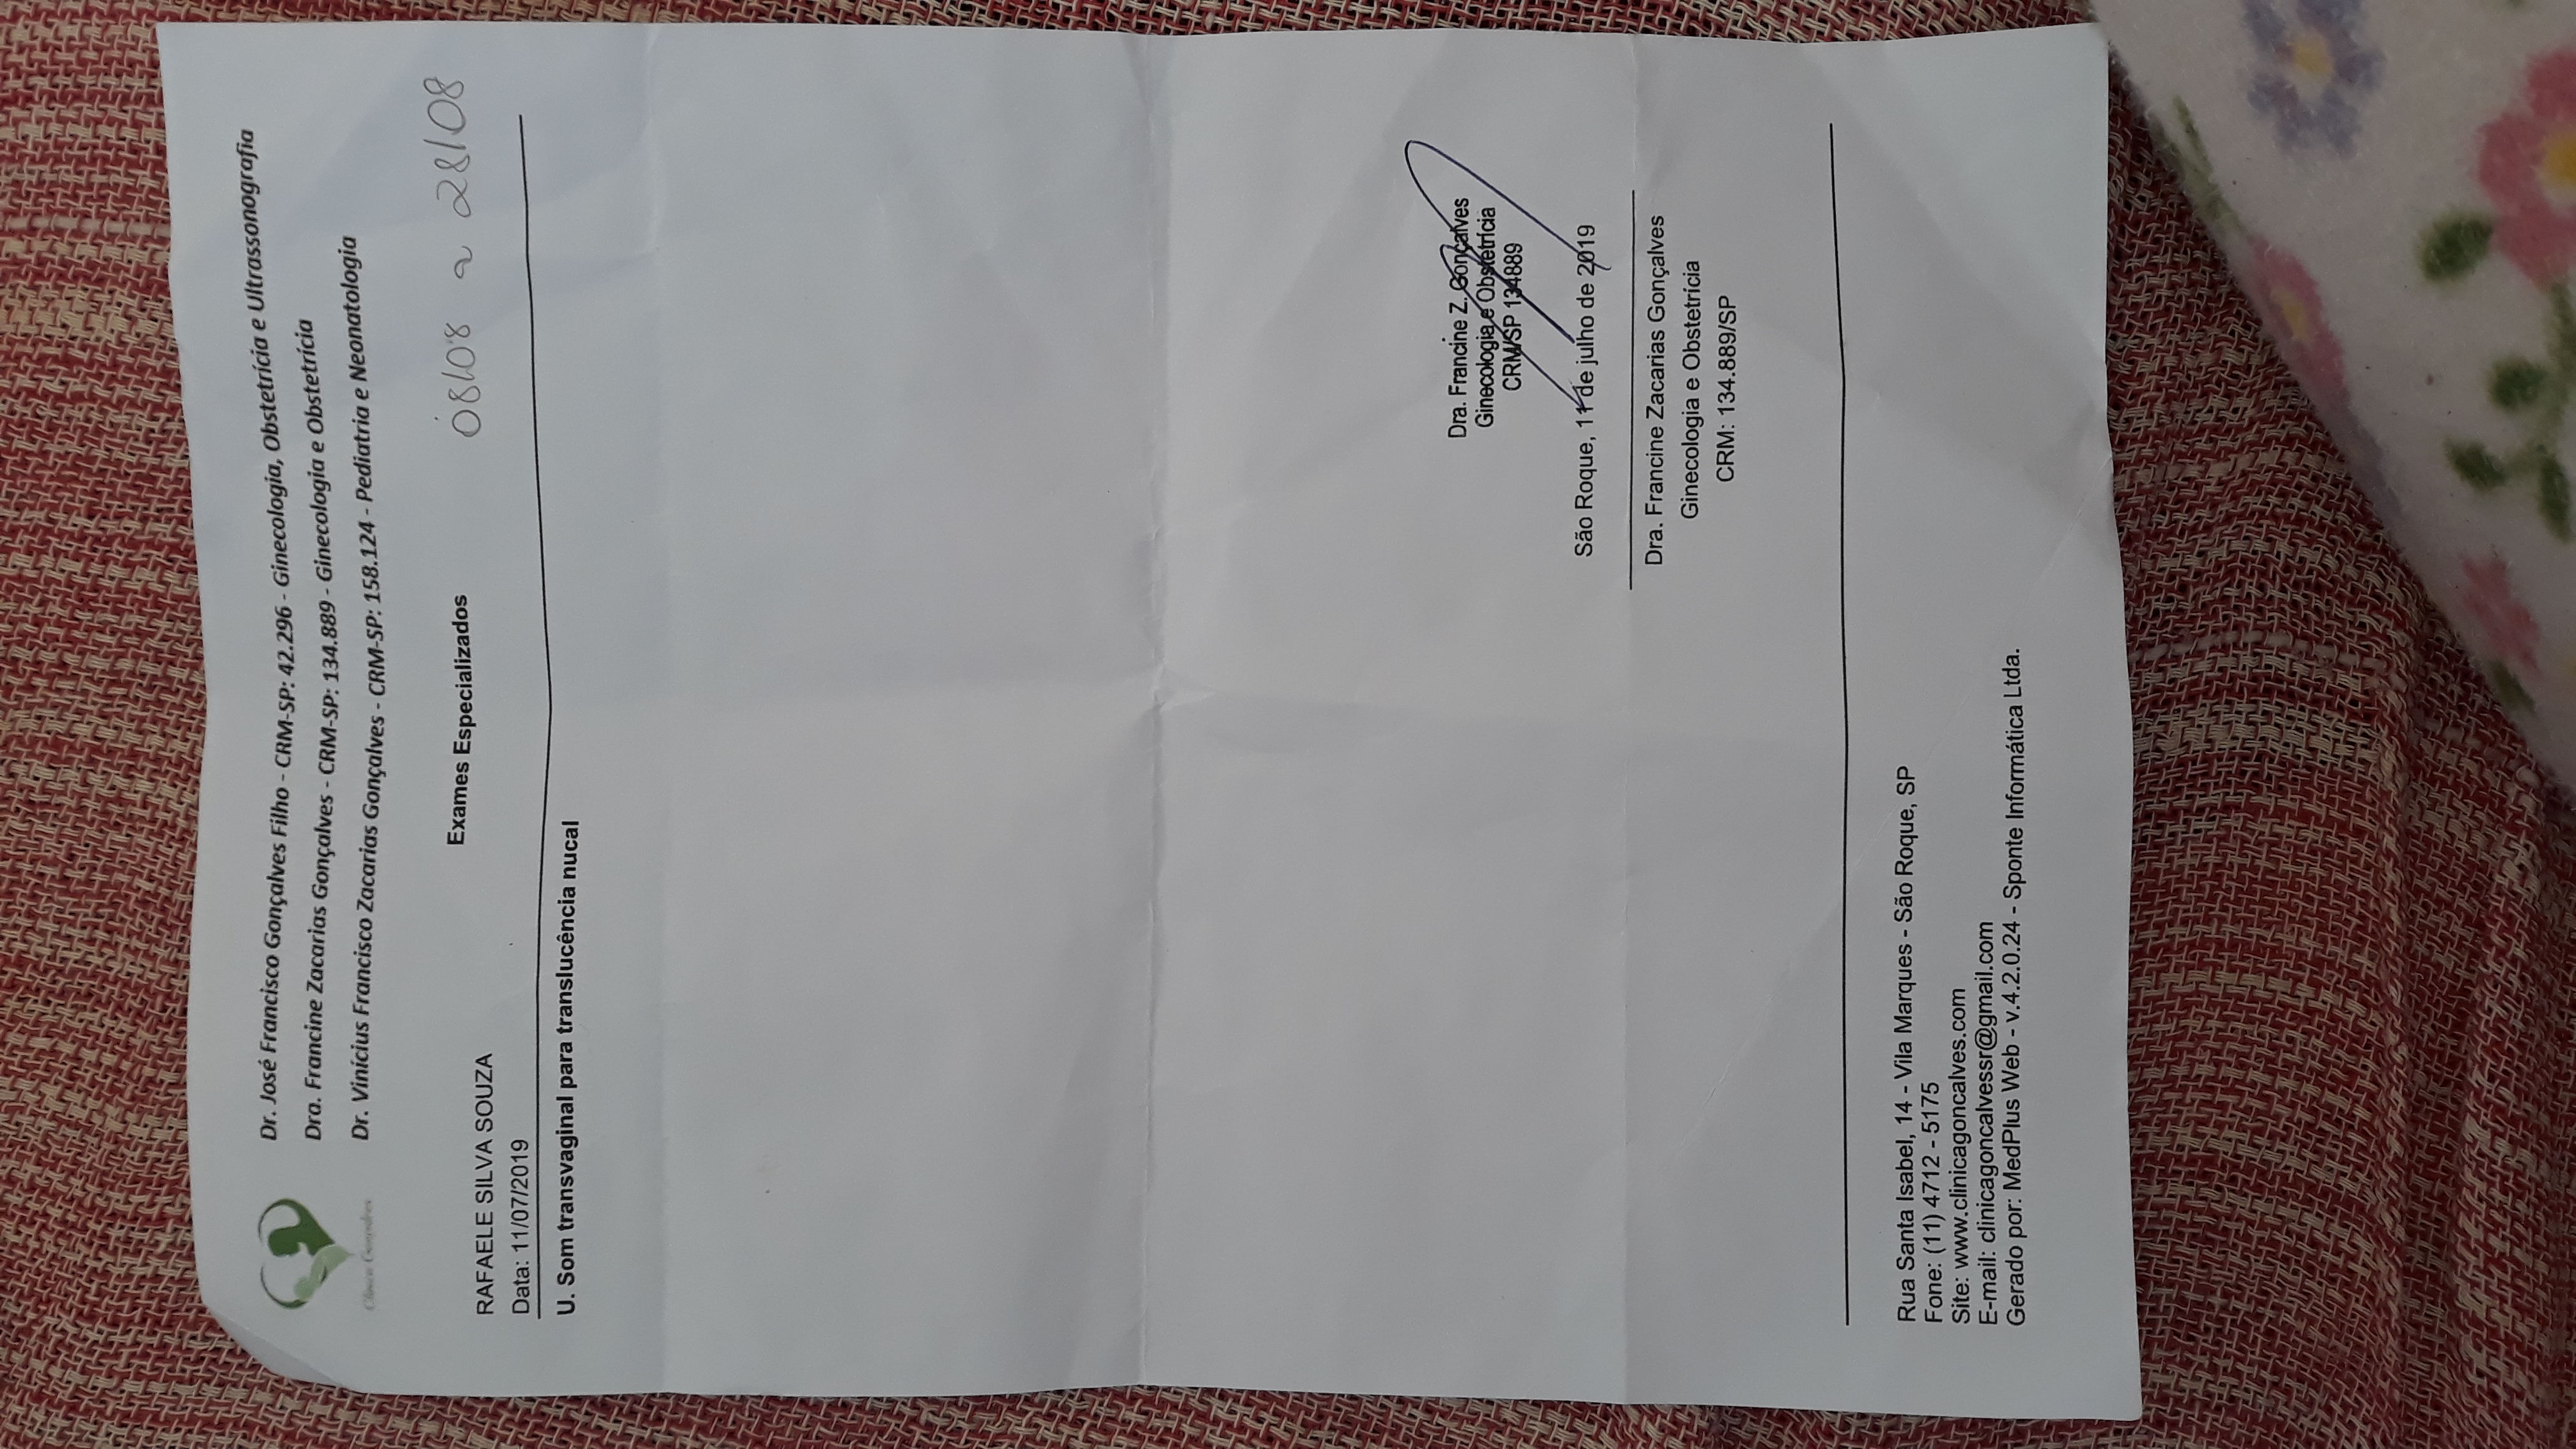 Dr. José Francisco Gonçalves Filho - CRM-SP: 42.296 - Ginecologia, Obstetrícia e Ultrassonografia
Dra. Francine Zacarias Gonçalves - CRM-SP: 134.889 - Ginecologia e Obstetrícia
Dr. Vinícius Francisco Zacarias Gonçalves - CRM-SP: 158.124 - Pediatria e Neonatologia
Clínica Gonçalves
Exames Especializados
08/08 a 28/08
RAFAELE SILVA SOUZA
Data: 11/07/2019
U. Som transvaginal para translucência nucal
Dra. Francine Z. Gonçalves
Ginecologia e Obstetrícia
CRM/SP 134889
São Roque, 11 de julho de 2019
Dra. Francine Zacarias Gonçalves
Ginecologia e Obstetrícia
CRM: 134.889/SP
Rua Santa Isabel, 14 - Vila Marques - São Roque, SP
Fone: (11) 4712 - 5175
Site: www.clinicagoncalves.com
E-mail: clinicagoncalvessr@gmail.com
Gerado por: MedPlus Web - v.4.2.0.24 - Sponte Informática Ltda.